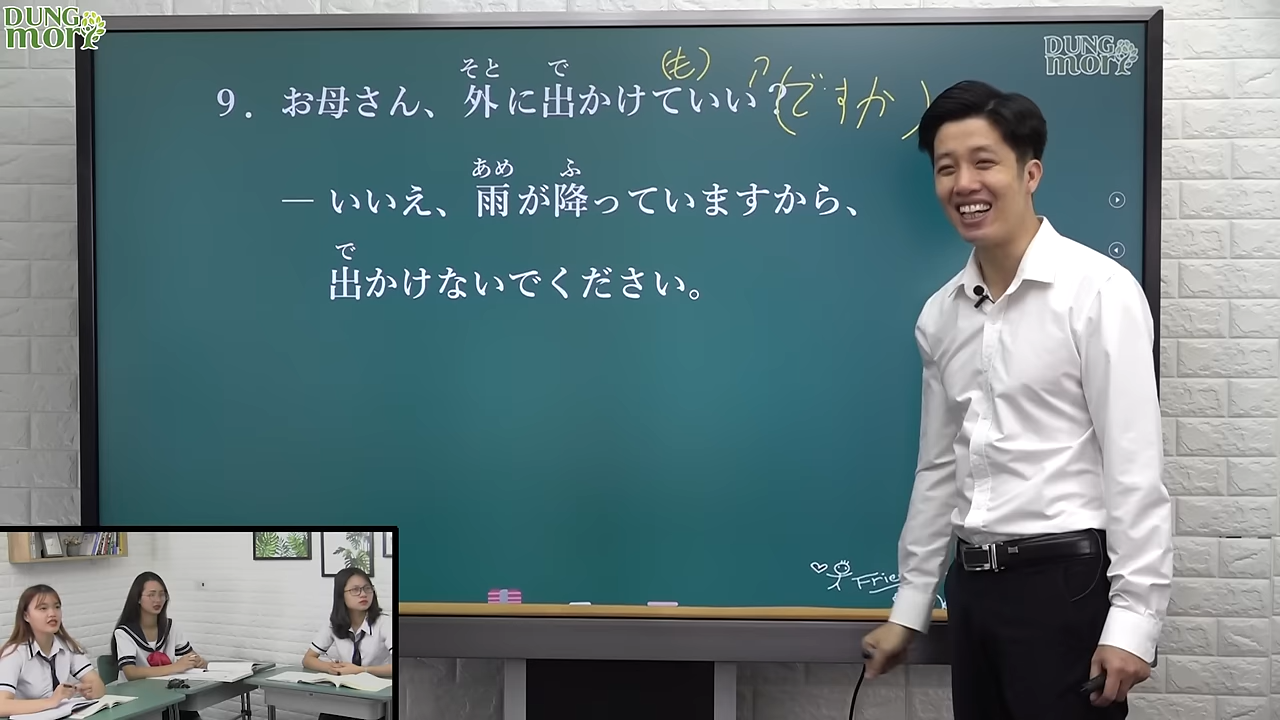 DUNG
mori
DUNG
mori
そと で (も)
9. お母さん、外に出かけていい?(ですか)
あめ ふ
— いいえ、雨が降っていますから、
で
出かけないでください。